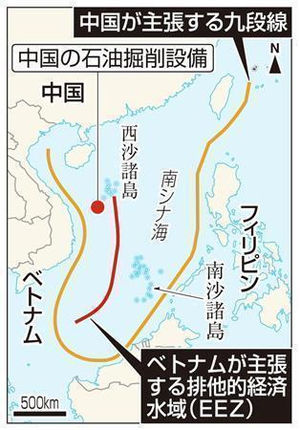 中国が主張する九段線
中国の石油掘削設備
N
中国
西沙諸島
南シナ海
フィリピン
南沙諸島
ベトナム
ベトナムが主張
する排他的経済
水域(EEZ)
500km